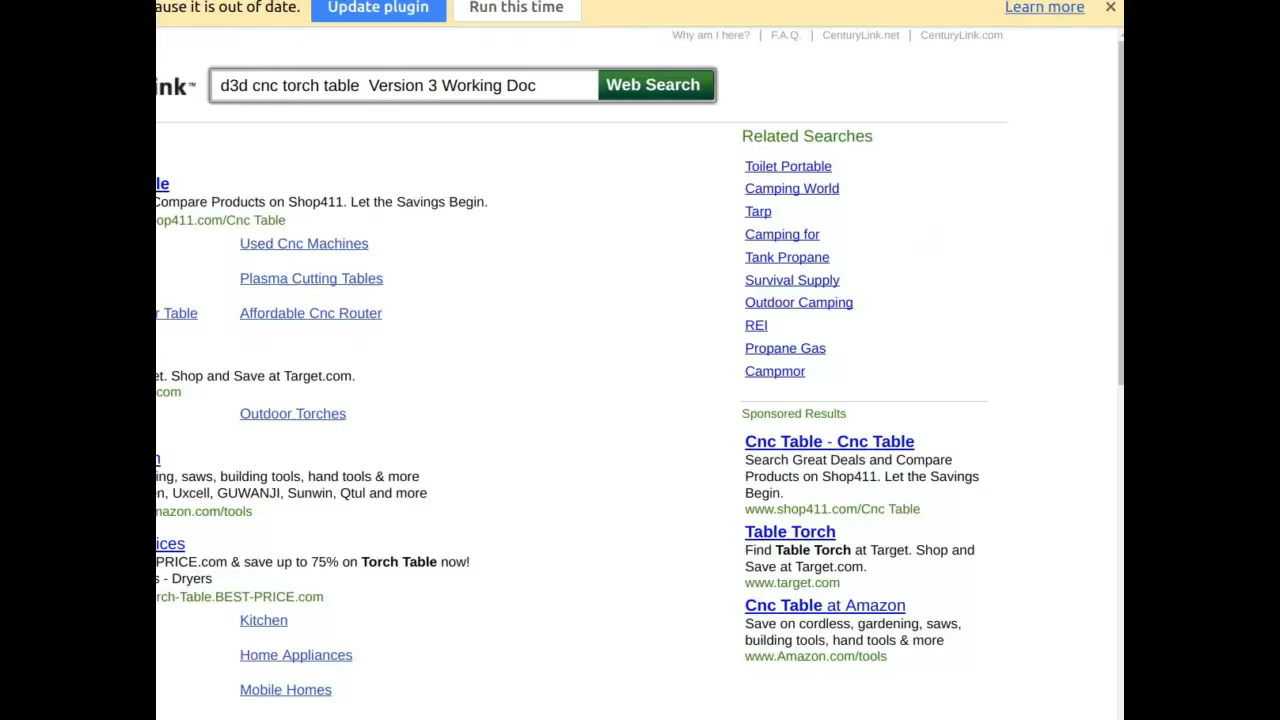 ause it is out of date.
Update plugin
Run this time
Learn more
Why am I here? | F.A.Q. | CenturyLink.net | CenturyLink.com
ink™
d3d cnc torch table  Version 3 Working Doc
Web Search
le
Compare Products on Shop411. Let the Savings Begin.
op411.com/Cnc Table
Used Cnc Machines
Plasma Cutting Tables
r Table
Affordable Cnc Router
et. Shop and Save at Target.com.
com
Outdoor Torches
n
ing, saws, building tools, hand tools & more
en, Uxcell, GUWANJI, Sunwin, Qtul and more
mazon.com/tools
ices
PRICE.com & save up to 75% on Torch Table now!
s - Dryers
rch-Table.BEST-PRICE.com
Kitchen
Home Appliances
Mobile Homes
Related Searches
Toilet Portable
Camping World
Tarp
Camping for
Tank Propane
Survival Supply
Outdoor Camping
REI
Propane Gas
Campmor
Sponsored Results
Cnc Table - Cnc Table
Search Great Deals and Compare
Products on Shop411. Let the Savings
Begin.
www.shop411.com/Cnc Table
Table Torch
Find Table Torch at Target. Shop and
Save at Target.com.
www.target.com
Cnc Table at Amazon
Save on cordless, gardening, saws,
building tools, hand tools & more
www.Amazon.com/tools